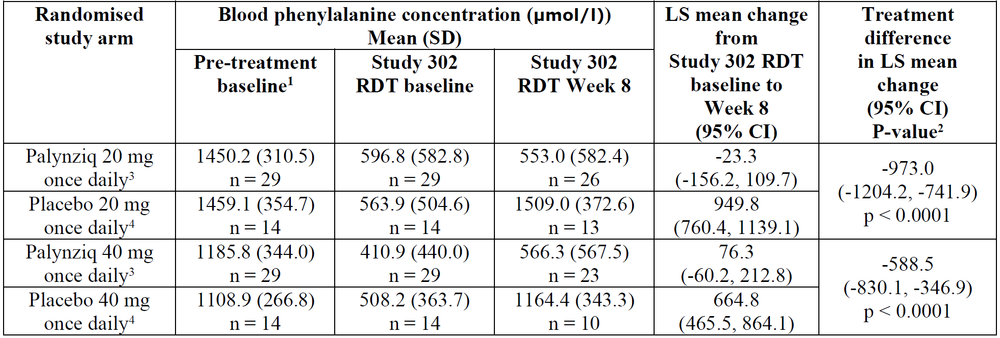 Randomised
study arm
Blood phenylalanine concentration (µmol/l))
Mean (SD)
LS mean change
from
Study 302 RDT
baseline to
Week 8
(95% CI)
Treatment
difference
in LS mean
change
(95% CI)
P-value²
Pre-treatment
baseline¹
Study 302
RDT baseline
Study 302
RDT Week 8
Palynziq 20 mg
once daily³
1450.2 (310.5)
n = 29
596.8 (582.8)
n = 29
553.0 (582.4)
n = 26
-23.3
(-156.2, 109.7)
-973.0
(-1204.2, -741.9)
p < 0.0001
Placebo 20 mg
once daily⁴
1459.1 (354.7)
n = 14
563.9 (504.6)
n = 14
1509.0 (372.6)
n = 13
949.8
(760.4, 1139.1)
Palynziq 40 mg
once daily³
1185.8 (344.0)
n = 29
410.9 (440.0)
n = 29
566.3 (567.5)
n = 23
76.3
(-60.2, 212.8)
-588.5
(-830.1, -346.9)
p < 0.0001
Placebo 40 mg
once daily⁴
1108.9 (266.8)
n = 14
508.2 (363.7)
n = 14
1164.4 (343.3)
n = 10
664.8
(465.5, 864.1)